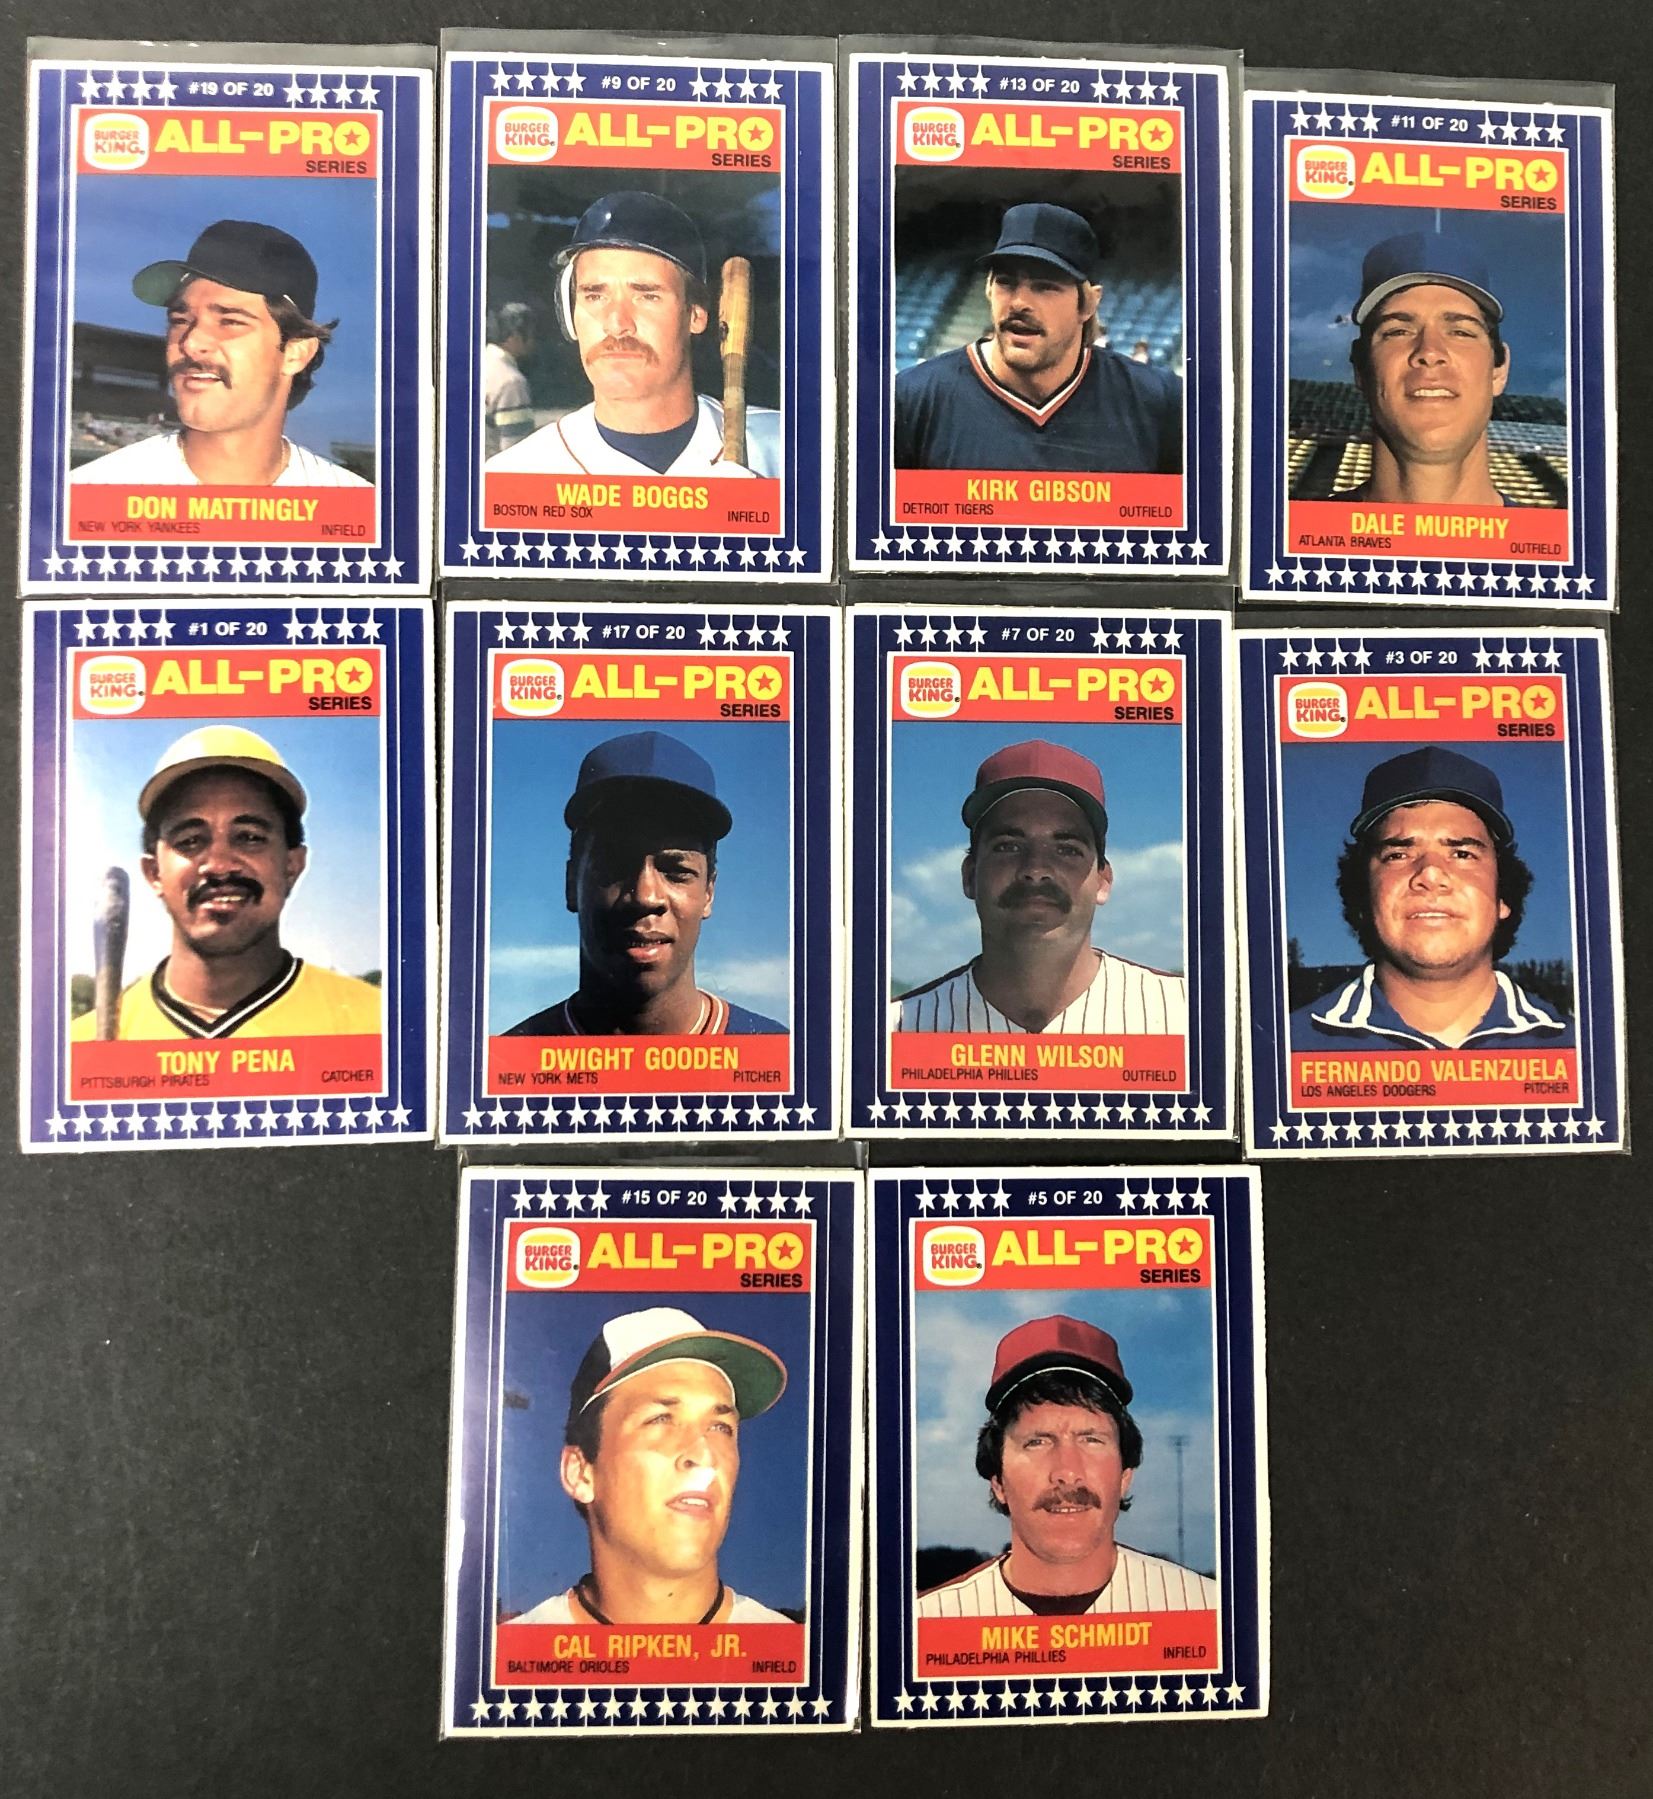 #19 OF 20
BURGER KING® ALL-PRO
SERIES
DON MATTINGLY
NEW YORK YANKEES INFIELD
#9 OF 20
BURGER KING® ALL-PRO
SERIES
WADE BOGGS
BOSTON RED SOX INFIELD
#13 OF 20
BURGER KING® ALL-PRO
SERIES
KIRK GIBSON
DETROIT TIGERS OUTFIELD
#11 OF 20
BURGER KING® ALL-PRO
SERIES
DALE MURPHY
ATLANTA BRAVES OUTFIELD
#1 OF 20
BURGER KING® ALL-PRO
SERIES
TONY PENA
PITTSBURGH PIRATES CATCHER
#17 OF 20
BURGER KING® ALL-PRO
SERIES
DWIGHT GOODEN
NEW YORK METS PITCHER
#7 OF 20
BURGER KING® ALL-PRO
SERIES
GLENN WILSON
PHILADELPHIA PHILLIES OUTFIELD
#3 OF 20
BURGER KING® ALL-PRO
SERIES
FERNANDO VALENZUELA
LOS ANGELES DODGERS PITCHER
#15 OF 20
BURGER KING® ALL-PRO
SERIES
CAL RIPKEN, JR.
BALTIMORE ORIOLES INFIELD
#5 OF 20
BURGER KING® ALL-PRO
SERIES
MIKE SCHMIDT
PHILADELPHIA PHILLIES INFIELD